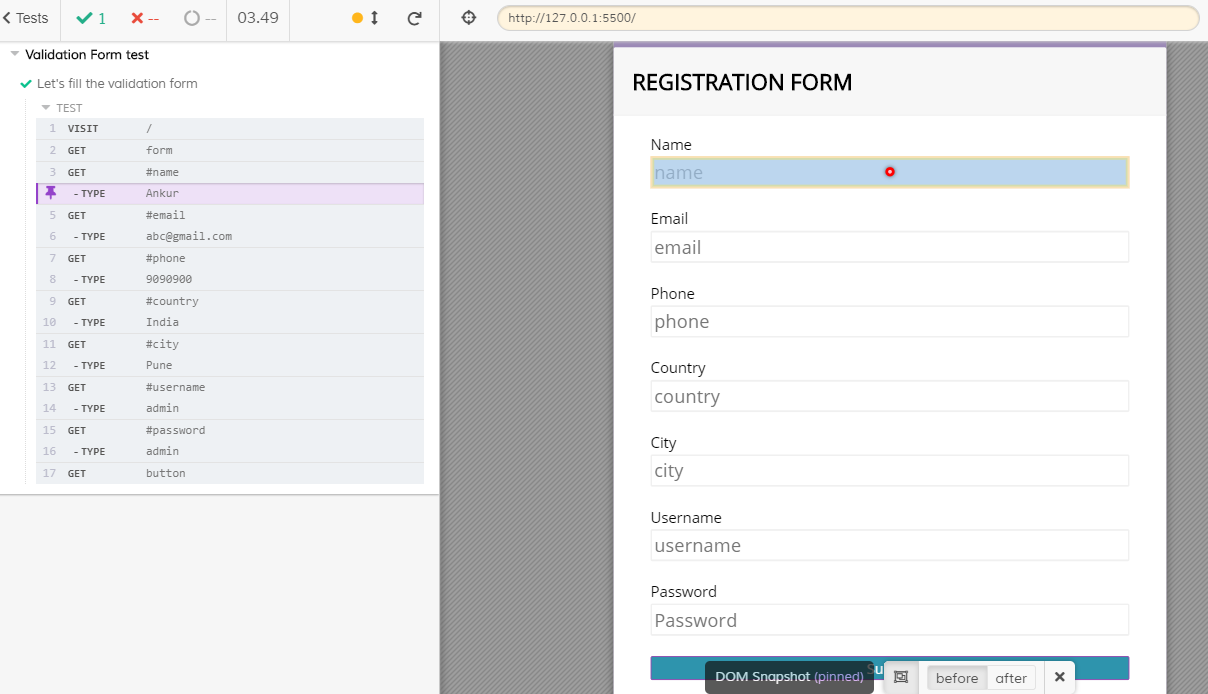 Tests 1 -- -- 03.49
http://127.0.0.1:5500/
Validation Form test
Let's fill the validation form
TEST
1 VISIT /
2 GET form
3 GET #name
- TYPE Ankur
5 GET #email
6 - TYPE abc@gmail.com
7 GET #phone
8 - TYPE 9090900
9 GET #country
10 - TYPE India
11 GET #city
12 - TYPE Pune
13 GET #username
14 - TYPE admin
15 GET #password
16 - TYPE admin
17 GET button
REGISTRATION FORM
Name
name
Email
email
Phone
phone
Country
country
City
city
Username
username
Password
Password
DOM Snapshot (pinned) before after